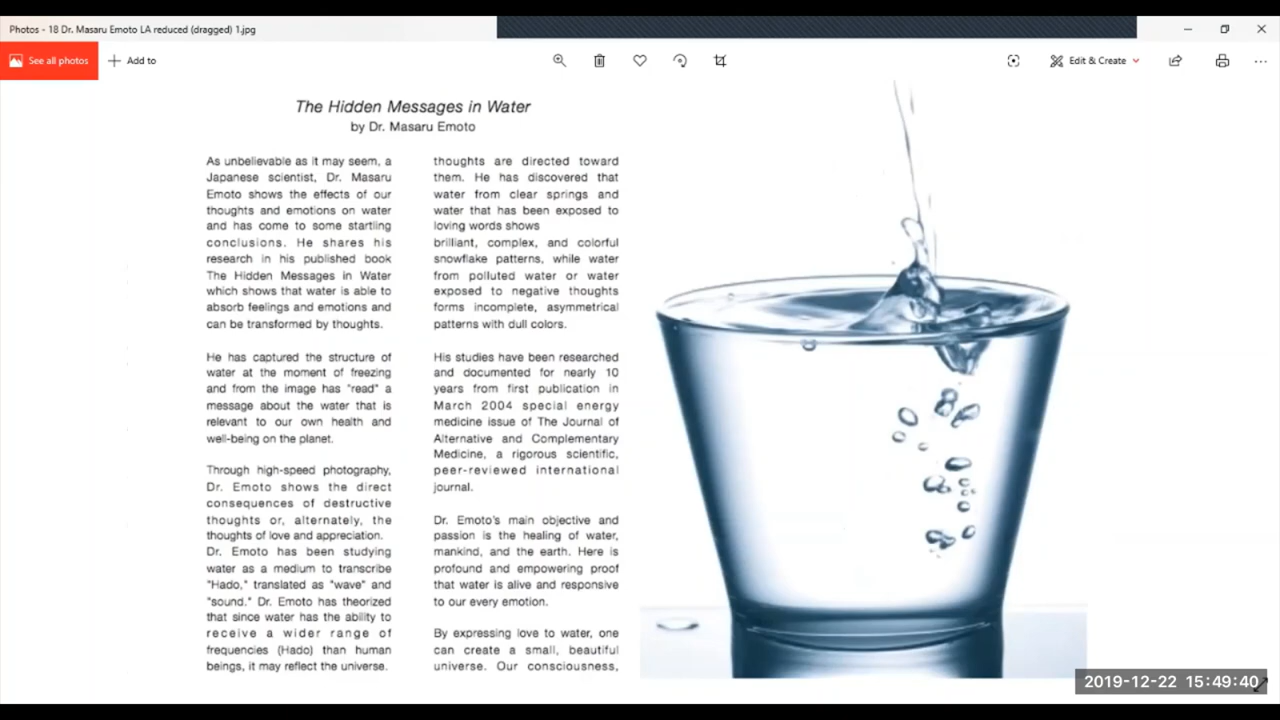 Photos - 18 Dr. Masaru Emoto LA reduced (dragged) 1.jpg
See all photos
Add to
Edit & Create
The Hidden Messages in Water
by Dr. Masaru Emoto
As unbelievable as it may seem, a
Japanese scientist, Dr. Masaru
Emoto shows the effects of our
thoughts and emotions on water
and has come to some startling
conclusions. He shares his
research in his published book
The Hidden Messages in Water
which shows that water is able to
absorb feelings and emotions and
can be transformed by thoughts.
He has captured the structure of
water at the moment of freezing
and from the image has "read" a
message about the water that is
relevant to our own health and
well-being on the planet.
Through high-speed photography,
Dr. Emoto shows the direct
consequences of destructive
thoughts or, alternately, the
thoughts of love and appreciation.
Dr. Emoto has been studying
water as a medium to transcribe
"Hado," translated as "wave" and
"sound." Dr. Emoto has theorized
that since water has the ability to
receive a wider range of
frequencies (Hado) than human
beings, it may reflect the universe.
thoughts are directed toward
them. He has discovered that
water from clear springs and
water that has been exposed to
loving words shows
brilliant, complex, and colorful
snowflake patterns, while water
from polluted water or water
exposed to negative thoughts
forms incomplete, asymmetrical
patterns with dull colors.
His studies have been researched
and documented for nearly 10
years from first publication in
March 2004 special energy
medicine issue of The Journal of
Alternative and Complementary
Medicine, a rigorous scientific,
peer-reviewed international
journal.
Dr. Emoto's main objective and
passion is the healing of water,
mankind, and the earth. Here is
profound and empowering proof
that water is alive and responsive
to our every emotion.
By expressing love to water, one
can create a small, beautiful
universe. Our consciousness,
2019-12-22 15:49:40